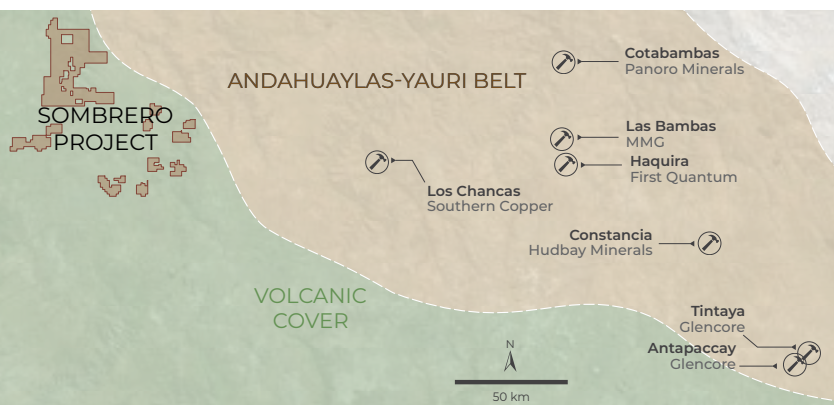 ANDAHUAYLAS-YAURI BELT
Cotabambas
Panoro Minerals
SOMBRERO
PROJECT
Las Bambas
MMG
Haquira
First Quantum
Los Chancas
Southern Copper
Constancia
Hudbay Minerals
VOLCANIC
COVER
Tintaya
Glencore
Antapaccay
Glencore
N
50 km